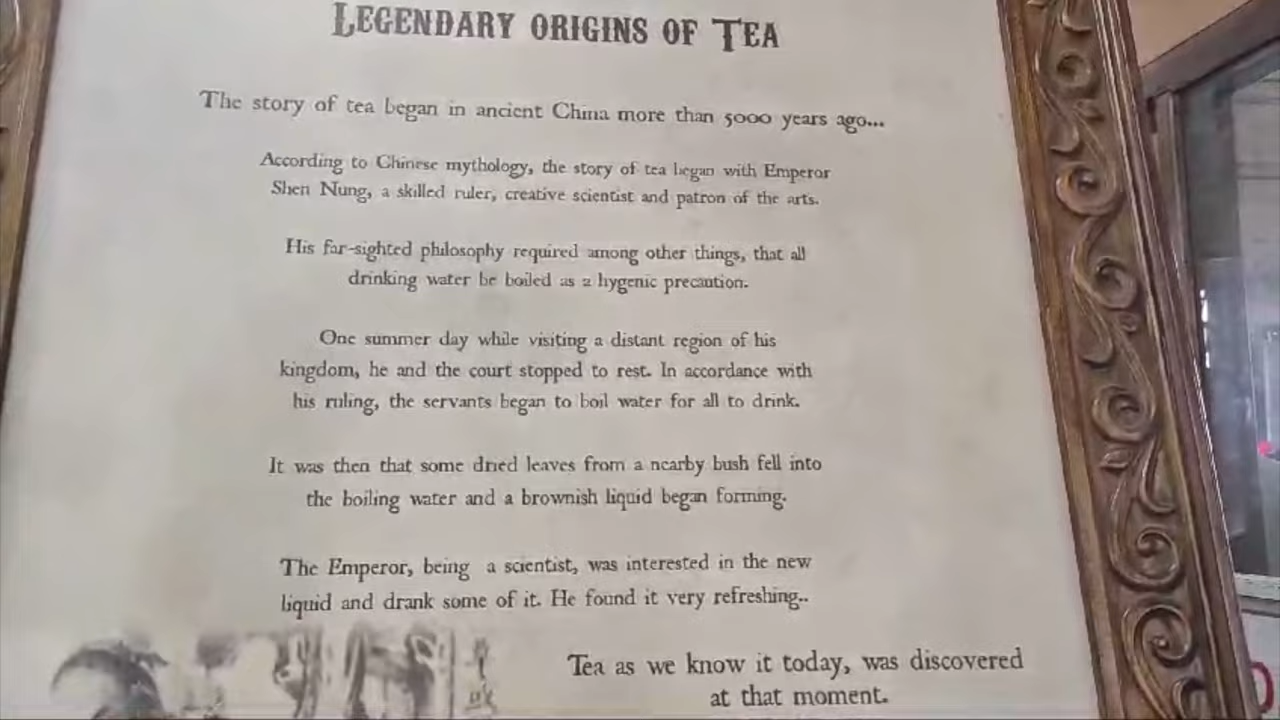 Legendary origins of Tea
The story of tea began in ancient China more than 5000 years ago...
According to Chinese mythology, the story of tea began with Emperor
Shen Nung, a skilled ruler, creative scientist and patron of the arts.
His far-sighted philosophy required among other things, that all
drinking water be boiled as a hygenic precaution.
One summer day while visiting a distant region of his
kingdom, he and the court stopped to rest. In accordance with
his ruling, the servants began to boil water for all to drink.
It was then that some dried leaves from a nearby bush fell into
the boiling water and a brownish liquid began forming.
The Emperor, being a scientist, was interested in the new
liquid and drank some of it. He found it very refreshing..
Tea as we know it today, was discovered
at that moment.